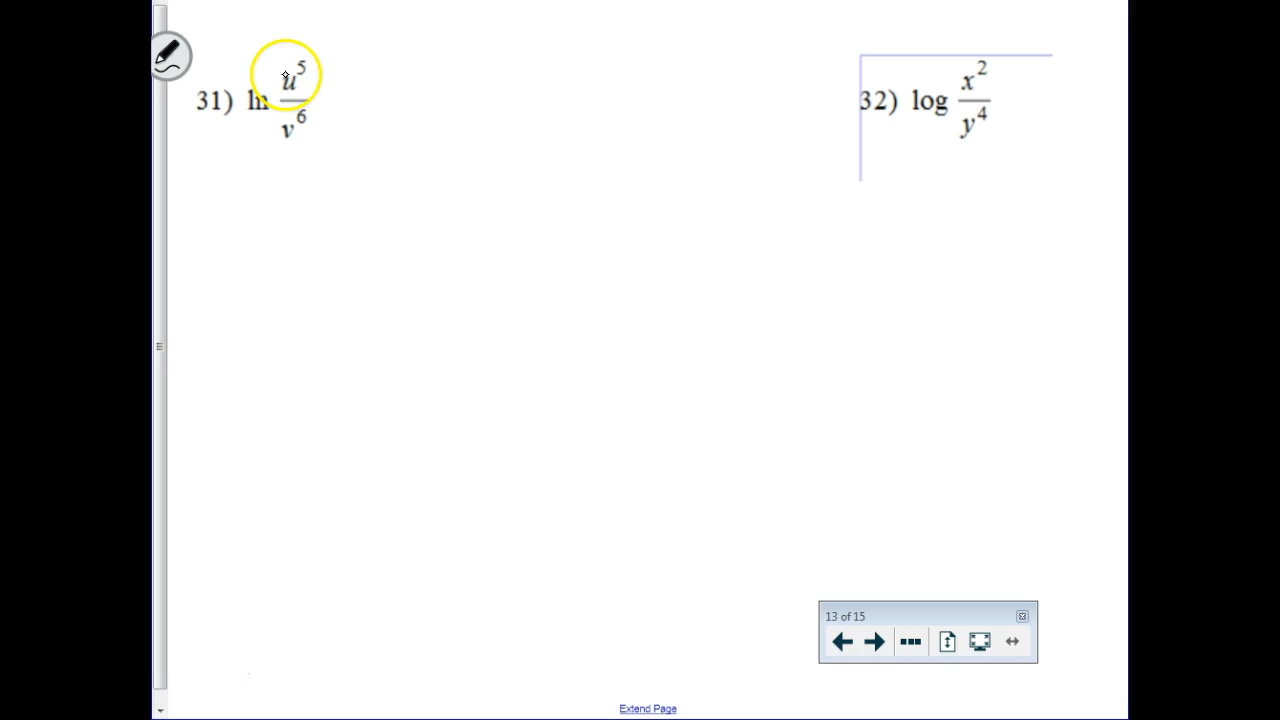 31) ln u^5/v^6
32) log x^2/y^4
13 of 15
Extend Page